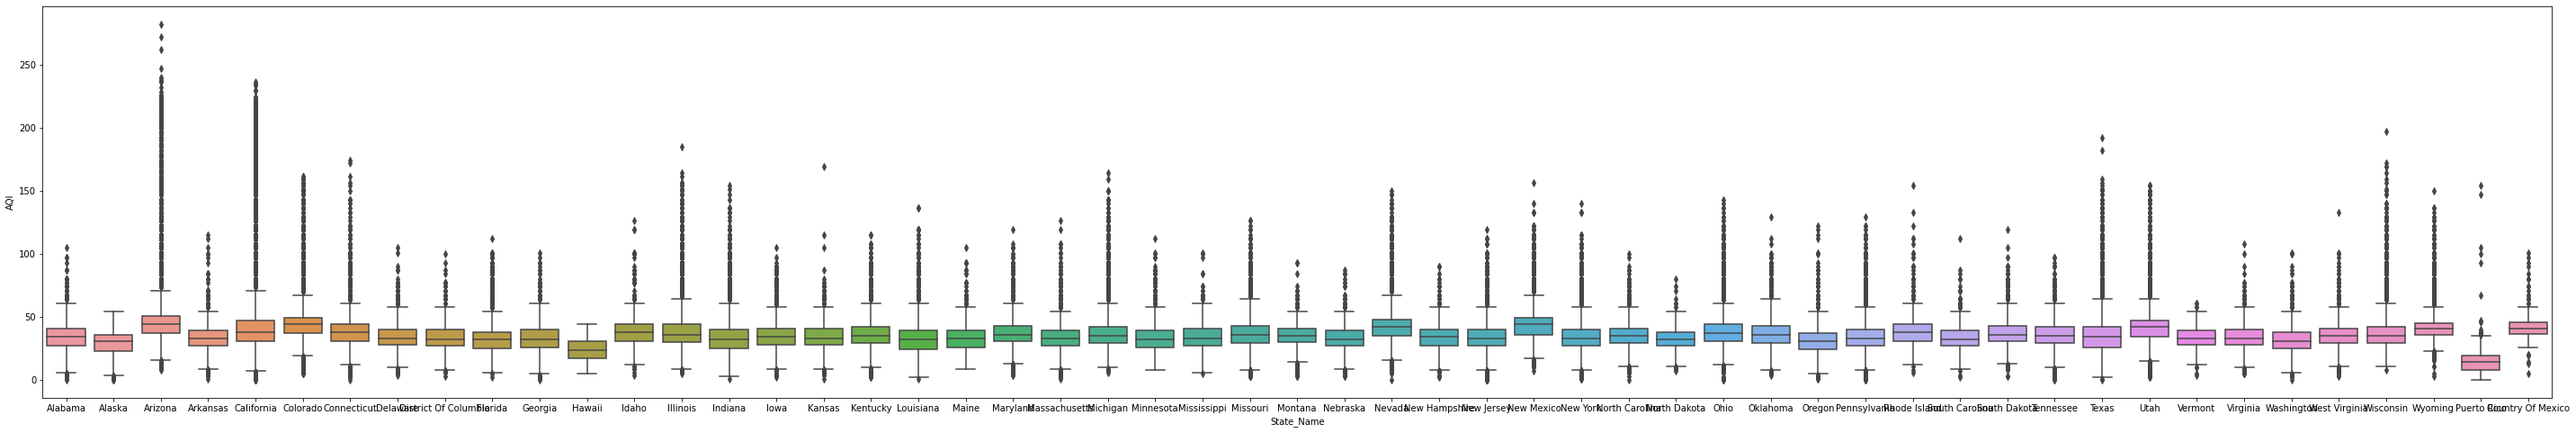 250
200
150
100
50
0
AQI
Alabama
Alaska
Arizona
Arkansas
California
Colorado
Connecticut
Delaware
District Of Columbia
Florida
Georgia
Hawaii
Idaho
Illinois
Indiana
Iowa
Kansas
Kentucky
Louisiana
Maine
Maryland
Massachusetts
Michigan
Minnesota
Mississippi
Missouri
Montana
Nebraska
Nevada
New Hampshire
New Jersey
New Mexico
New York
North Carolina
North Dakota
Ohio
Oklahoma
Oregon
Pennsylvania
Rhode Island
South Carolina
South Dakota
Tennessee
Texas
Utah
Vermont
Virginia
Washington
West Virginia
Wisconsin
Wyoming
Puerto Rico
Country Of Mexico
State_Name